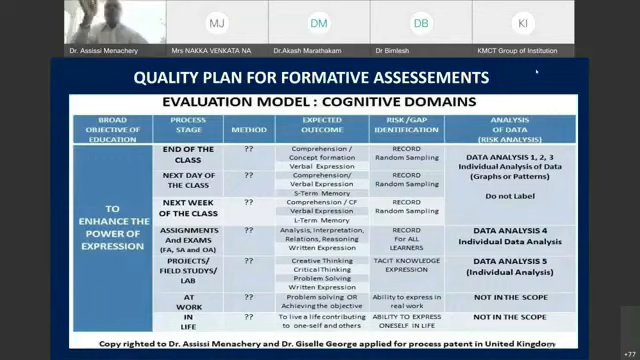 MJ
DM
DB
KI
Dr. Assissi Menachery
Mrs NAKKA VENKATA NA
Dr.Akash Marathakam
Dr Bimlesh
KMCT Group of Institution
QUALITY PLAN FOR FORMATIVE ASSESSEMENTS
EVALUATION MODEL : COGNITIVE DOMAINS
BROAD
OBJECTIVE OF
EDUCATION
PROCESS
STAGE
METHOD
EXPECTED
OUTCOME
RISK/GAP
IDENTIFICATION
ANALYSIS
OF DATA
(RISK ANALYSIS)
TO
ENHANCE THE
POWER OF
EXPRESSION
END OF THE
CLASS
??
Comprehension /
Concept formation
Verbal Expression
RECORD
Random Sampling
DATA ANALYSIS 1, 2, 3
Individual Analysis of Data
(Graphs or Patterns)
Do not Label
NEXT DAY OF
THE CLASS
??
Comprehension/
Verbal Expression
S-Term Memory
RECORD
Random Sampling
NEXT WEEK
OF THE CLASS
??
Comprehension / CF
Verbal Expression
L-Term Memory
RECORD
Random Sampling
ASSIGNMENTS
And EXAMS
(FA, SA and OA)
??
Analysis, Interpretation,
Relations, Reasoning
Written Expression
RECORD
For ALL
LEARNERS
DATA ANALYSIS 4
Individual Data Analysis
PROJECTS/
FIELD STUDYS/
LAB
??
Creative Thinking
Critical Thinking
Problem Solving
Written Expression
TACIT KNOWLEDGE
EXPRESSION
DATA ANALYSIS 5
(Individual Analysis)
AT
WORK
??
Problem solving OR
Achieving the objective
Ability to express in
real work
NOT IN THE SCOPE
IN
LIFE
??
To live a life contributing
to one-self and others
ABILITY TO EXPRESS
ONESELF IN LIFE
NOT IN THE SCOPE
Copy righted to Dr. Assisi Menachery and Dr. Giselle George applied for process patent in United Kingdom
+77